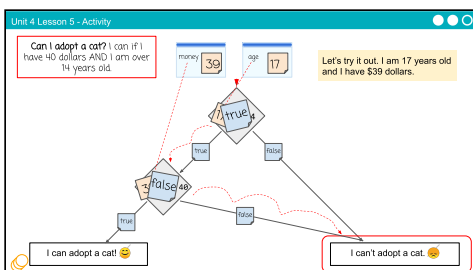 Unit 4 Lesson 5 - Activity
Can I adopt a cat? I can if I
have 40 dollars AND I am over
14 years old.
money
39
age
17
Let's try it out. I am 17 years old
and I have $39 dollars.
true
4
true
false
false
40
true
false
I can adopt a cat!
I can't adopt a cat.